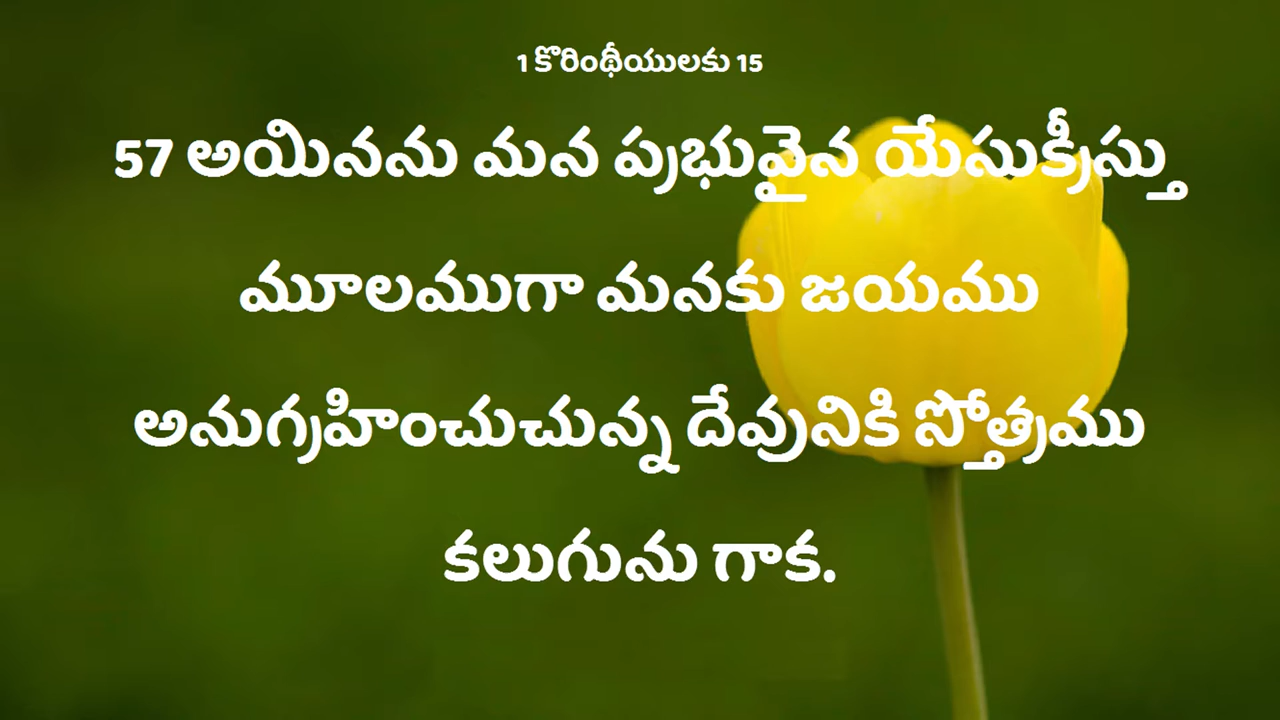 1 కొరింథీయులకు 15
57 అయినను మన ప్రభువైన యేసుక్రీస్తు
మూలముగా మనకు జయము
అనుగ్రహించుచున్న దేవునికి స్తోత్రము
కలుగును గాక.